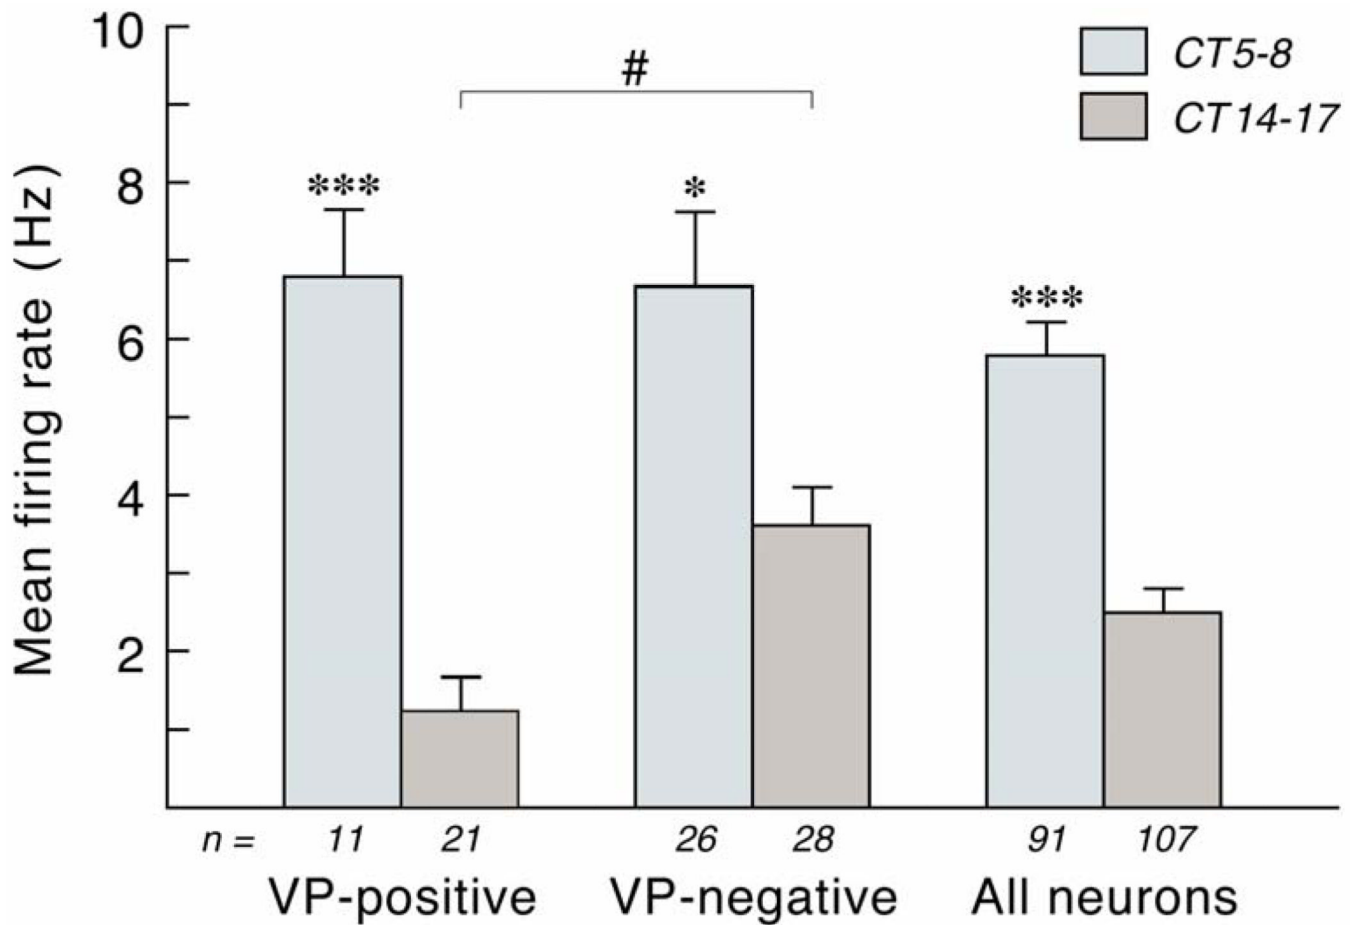 10
8
6
4
2
Mean firing rate (Hz)
#
CT5-8
CT14-17
***
*
***
n = 11 21 26 28 91 107
VP-positive VP-negative All neurons